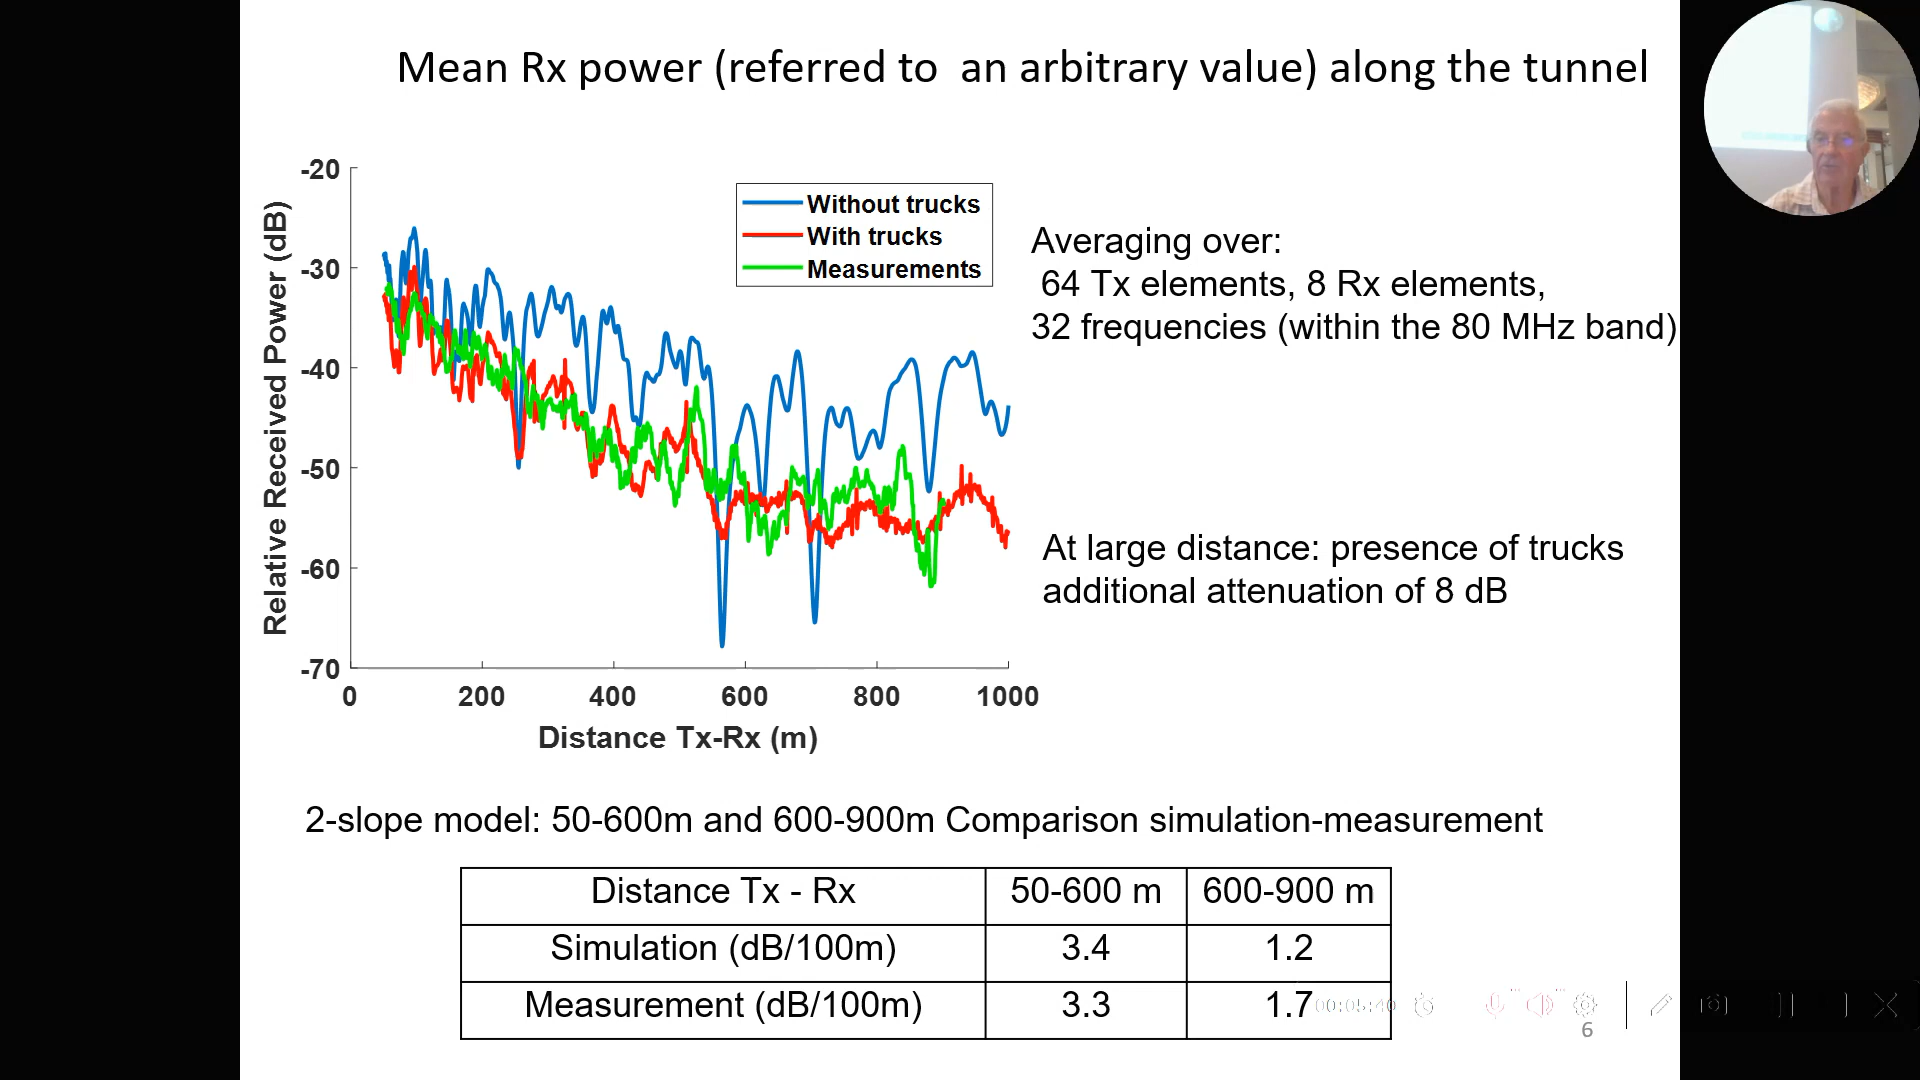 Mean Rx power (referred to an arbitrary value) along the tunnel
-20
-30
-40
-50
-60
-70
Relative Received Power (dB)
0 200 400 600 800 1000
Distance Tx-Rx (m)
Without trucks
With trucks
Measurements
Averaging over:
64 Tx elements, 8 Rx elements,
32 frequencies (within the 80 MHz band)
At large distance: presence of trucks
additional attenuation of 8 dB
2-slope model: 50-600m and 600-900m Comparison simulation-measurement
Distance Tx - Rx 50-600 m 600-900 m
Simulation (dB/100m) 3.4 1.2
Measurement (dB/100m) 3.3 1.7
00:05:40
6